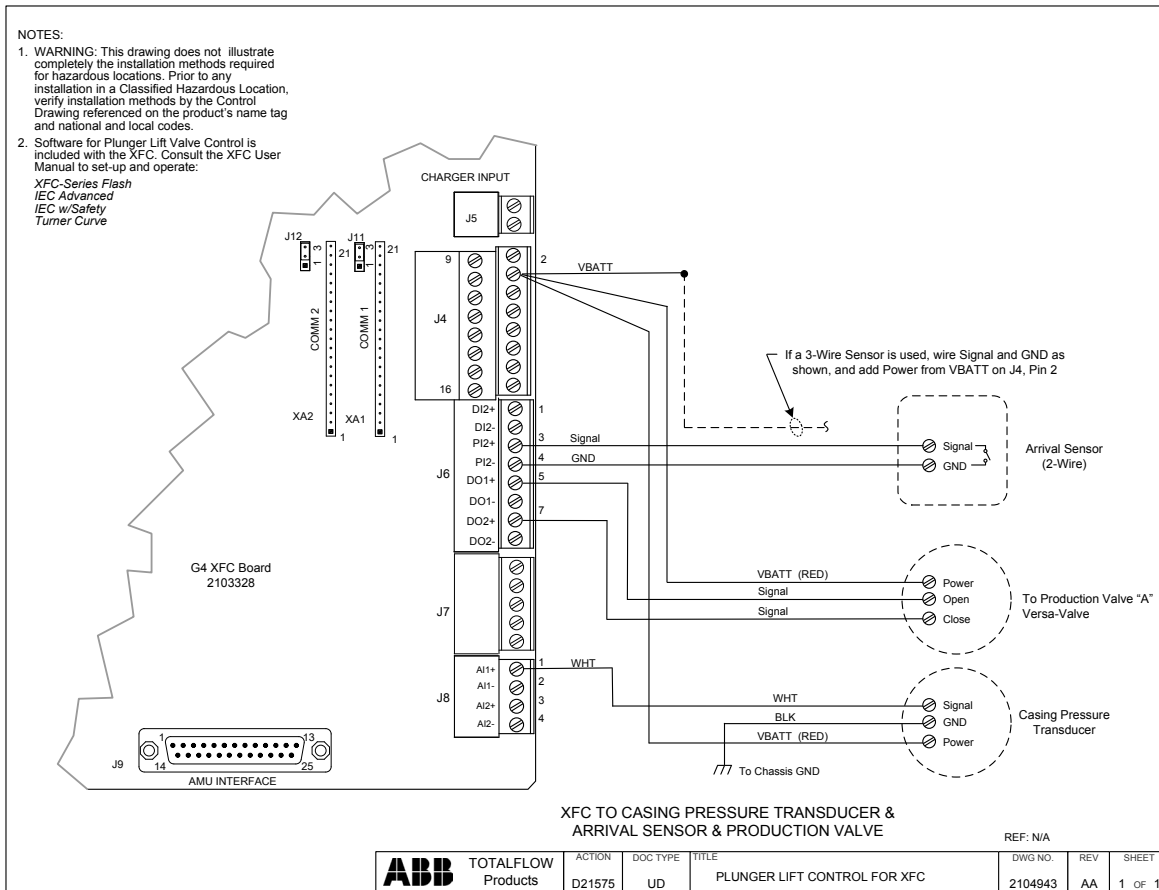 NOTES:
1. WARNING: This drawing does not illustrate
completely the installation methods required
for hazardous locations. Prior to any
installation in a Classified Hazardous Location,
verify installation methods by the Control
Drawing referenced on the product's name tag
and national and local codes.
2. Software for Plunger Lift Valve Control is
included with the XFC. Consult the XFC User
Manual to set-up and operate:
XFC-Series Flash
IEC Advanced
IEC w/Safety
Turner Curve
CHARGER INPUT
J5
J12
3
1
21
COMM 2
XA2
1
J11
3
1
21
COMM 1
XA1
1
9
J4
16
2
VBATT
If a 3-Wire Sensor is used, wire Signal and GND as
shown, and add Power from VBATT on J4, Pin 2
J6
DI2+ 1
DI2-
PI2+ 3 Signal
PI2- 4 GND
DO1+ 5
DO1-
DO2+ 7
DO2-
Signal
GND
Arrival Sensor
(2-Wire)
G4 XFC Board
2103328
J7
VBATT (RED)
Signal
Signal
Power
Open
Close
To Production Valve "A"
Versa-Valve
J8
AI1+ 1 WHT
AI1- 2
AI2+ 3
AI2- 4
WHT
BLK
VBATT (RED)
Signal
GND
Power
Casing Pressure
Transducer
To Chassis GND
J9
1 13
14 25
AMU INTERFACE
XFC TO CASING PRESSURE TRANSDUCER &
ARRIVAL SENSOR & PRODUCTION VALVE
REF: N/A
ABB
TOTALFLOW
Products
ACTION
D21575
DOC TYPE
UD
TITLE
PLUNGER LIFT CONTROL FOR XFC
DWG NO.
2104943
REV
AA
SHEET
1 OF 1